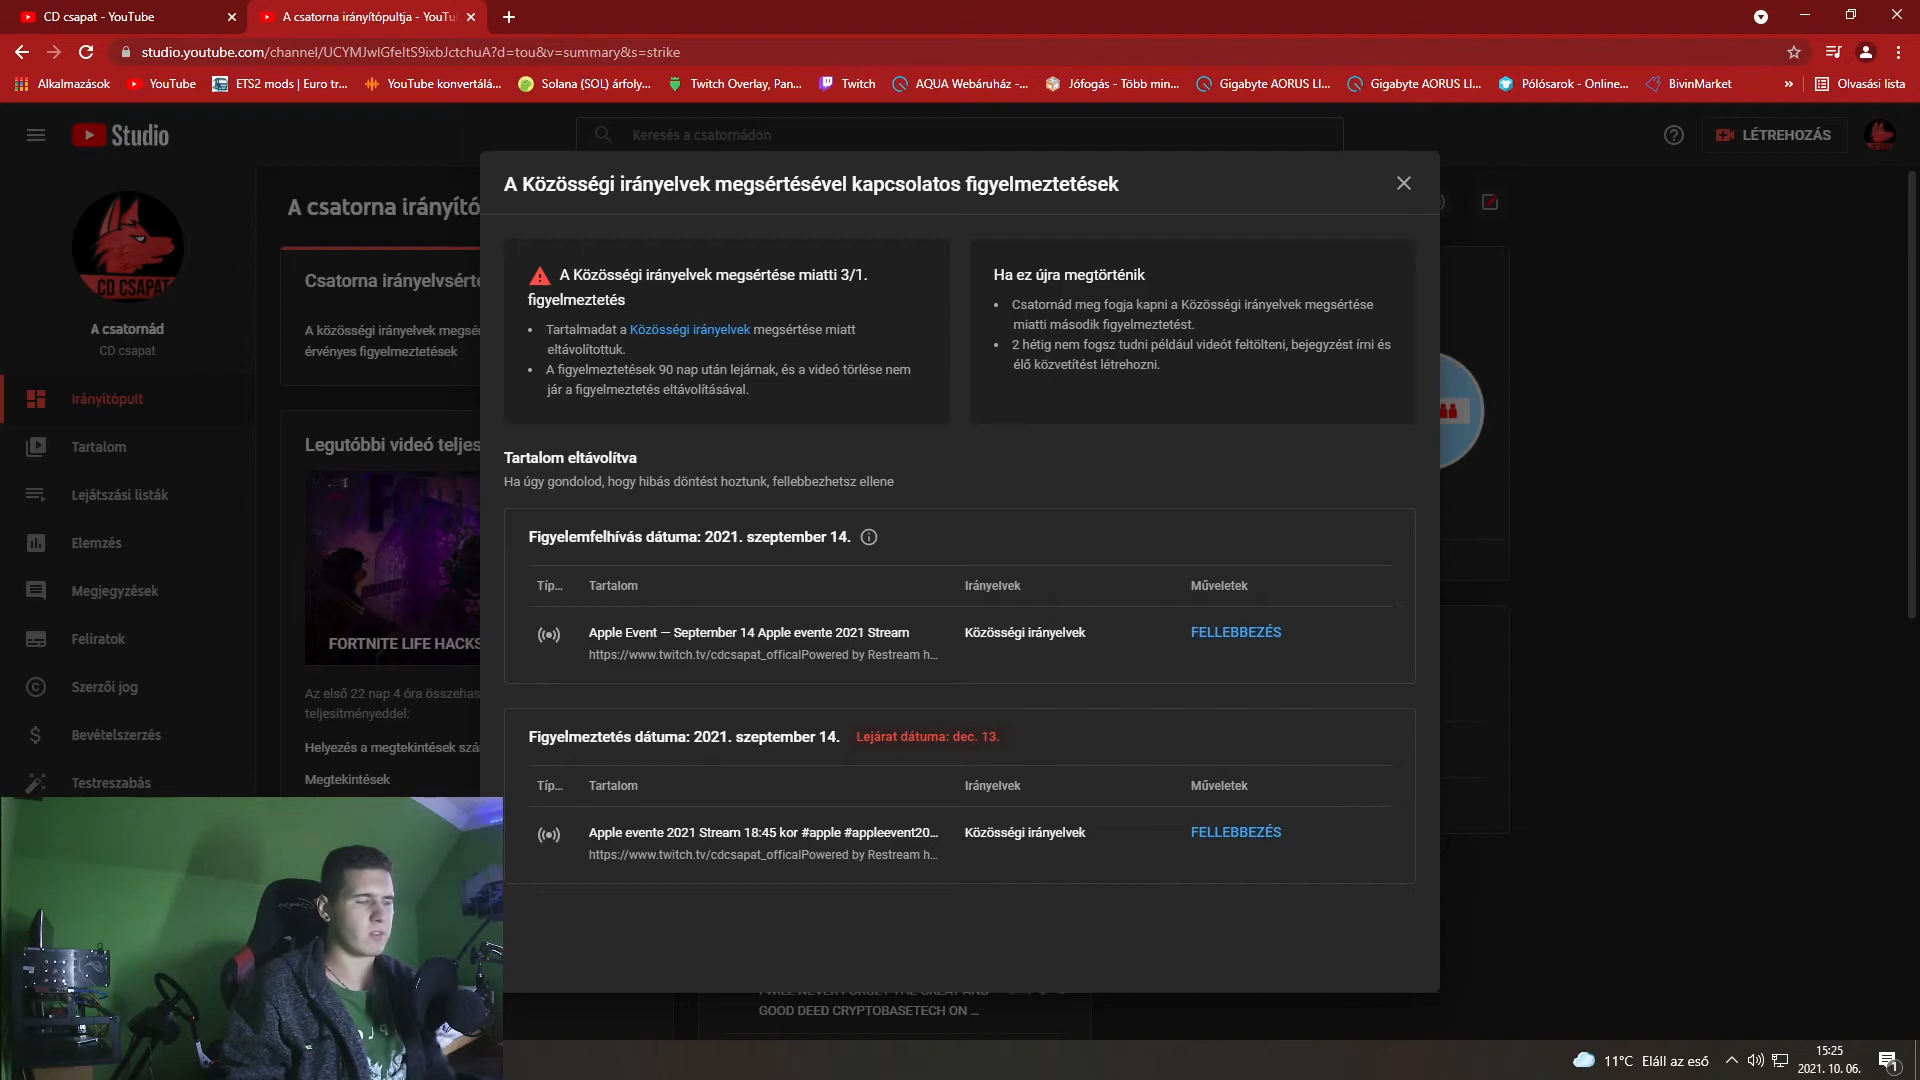 CD csapat - YouTube
A csatorna irányítópultja - YouTu
studio.youtube.com/channel/UCYMJwlGfeltS9ixbJctchuA?d=tou&v=summary&s=strike
Alkalmazások
YouTube
ETS2 mods | Euro tr...
YouTube konvertálá...
Solana (SOL) árfoly...
Twitch Overlay, Pan...
Twitch
AQUA Webáruház -...
Jófogás - Több min...
Gigabyte AORUS LI...
Gigabyte AORUS LI...
Pólósarok - Online...
BivinMarket
»
Olvasási lista
Studio
Keresés a csatornádon
LÉTREHOZÁS
CD CSAPAT
A csatornád
CD csapat
Irányítópult
Tartalom
Lejátszási listák
Elemzés
Megjegyzések
Feliratok
Szerzői jog
Bevételszerzés
Testreszabás
A csatorna irányító
Csatorna irányelvsérté
A közösségi irányelvek megsé
érvényes figyelmeztetések
Legutóbbi videó teljes
FORTNITE LIFE HACKS
Az első 22 nap 4 óra összehas
teljesítményeddel:
Helyezés a megtekintések szá
Megtekintések
A Közösségi irányelvek megsértésével kapcsolatos figyelmeztetések
A Közösségi irányelvek megsértése miatti 3/1.
figyelmeztetés
• Tartalmadat a Közösségi irányelvek megsértése miatt
eltávolítottuk.
• A figyelmeztetések 90 nap után lejárnak, és a videó törlése nem
jár a figyelmeztetés eltávolításával.
Ha ez újra megtörténik
• Csatornád meg fogja kapni a Közösségi irányelvek megsértése
miatti második figyelmeztetést.
• 2 hétig nem fogsz tudni például videót feltölteni, bejegyzést írni és
élő közvetítést létrehozni.
Tartalom eltávolítva
Ha úgy gondolod, hogy hibás döntést hoztunk, fellebbezhetsz ellene
Figyelemfelhívás dátuma: 2021. szeptember 14.
Típ... Tartalom Irányelvek Műveletek
Apple Event — September 14 Apple evente 2021 Stream Közösségi irányelvek FELLEBBEZÉS
https://www.twitch.tv/cdcsapat_officalPowered by Restream h...
Figyelmeztetés dátuma: 2021. szeptember 14. Lejárat dátuma: dec. 13.
Típ... Tartalom Irányelvek Műveletek
Apple evente 2021 Stream 18:45 kor #apple #appleevent20... Közösségi irányelvek FELLEBBEZÉS
https://www.twitch.tv/cdcsapat_officalPowered by Restream h...
I WILL NEVER FORGET THE GREAT AND
GOOD DEED CRYPTOBASETECH ON ...
11°C Eláll az eső
15:25
2021. 10. 06.
1